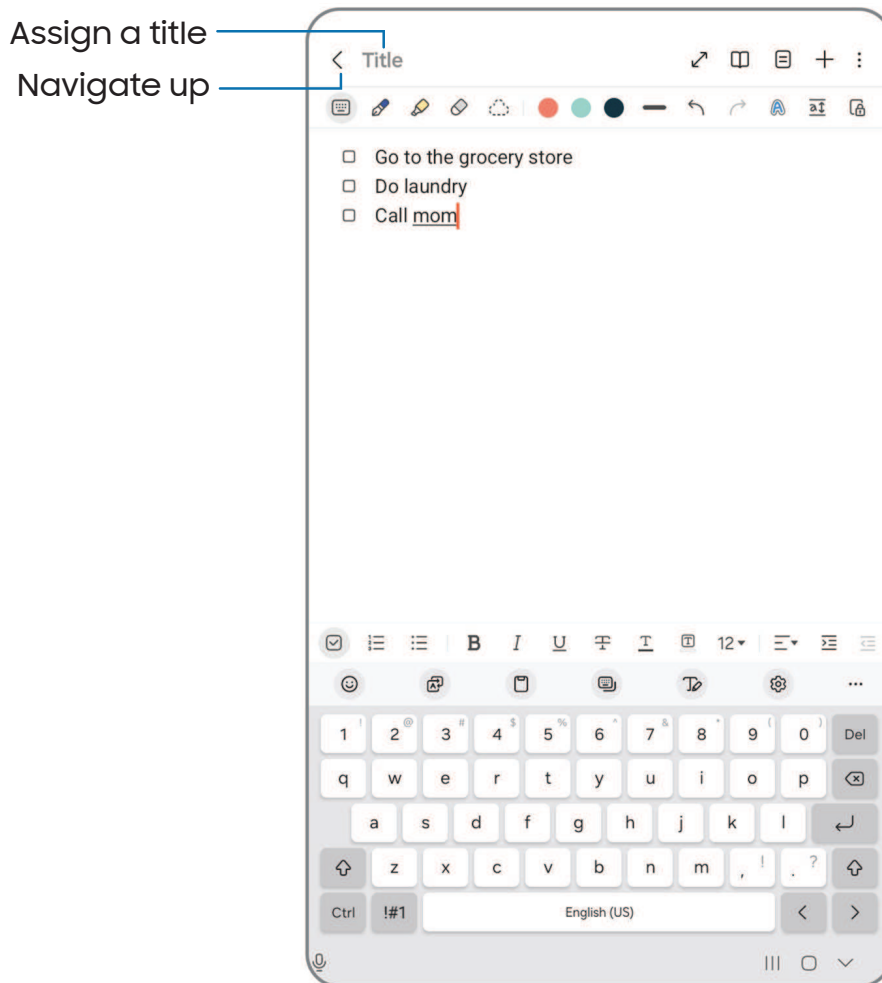 Assign a title
Navigate up
Title
Go to the grocery store
Do laundry
Call mom
B I U T T T 12
1 ! 2 @ 3 # 4 $ 5 % 6 ^ 7 & 8 * 9 ( 0 ) Del
q w e r t y u i o p
a s d f g h j k l
z x c v b n m , ! . ?
Ctrl !#1 English (US) < >